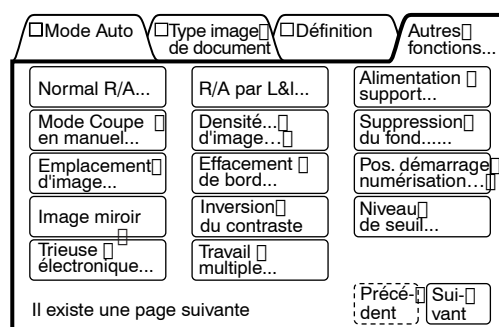 Mode Auto
Type image
de document
Définition
Autres
fonctions...
Normal R/A...
R/A par L&l...
Alimentation
support...
Mode Coupe
en manuel...
Densité...
d'image...
Suppression
du fond......
Emplacement
d'image...
Effacement
de bord...
Pos. démarrage
numérisation...
Image miroir
Inversion
du contraste
Niveau
de seuil...
Trieuse
électronique...
Travail
multiple...
Il existe une page suivante
Précé-
dent
Sui-
vant